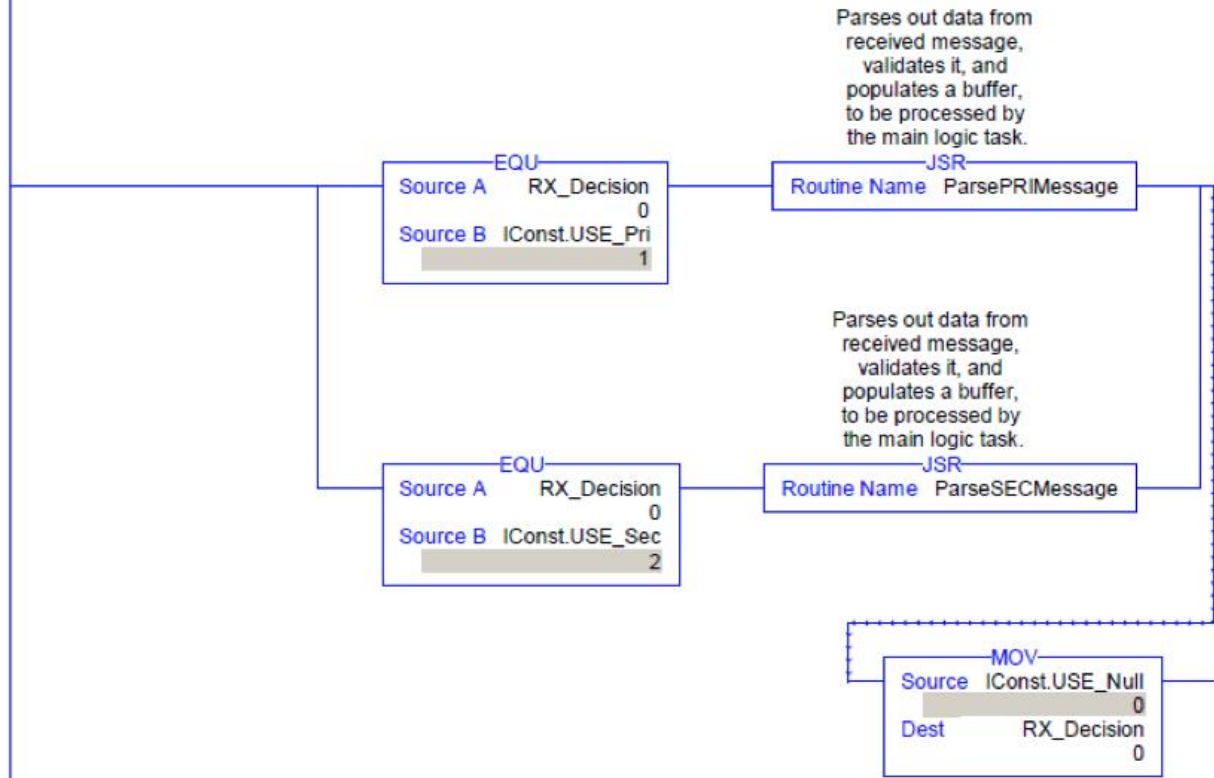 Parses out data from
received message,
validates it, and
populates a buffer,
to be processed by
the main logic task.
EQU
Source A RX_Decision
0
Source B IConst.USE_Pri
1
JSR
Routine Name ParsePRIMessage
Parses out data from
received message,
validates it, and
populates a buffer,
to be processed by
the main logic task.
EQU
Source A RX_Decision
0
Source B IConst.USE_Sec
2
JSR
Routine Name ParseSECMessage
MOV
Source IConst.USE_Null
0
Dest RX_Decision
0